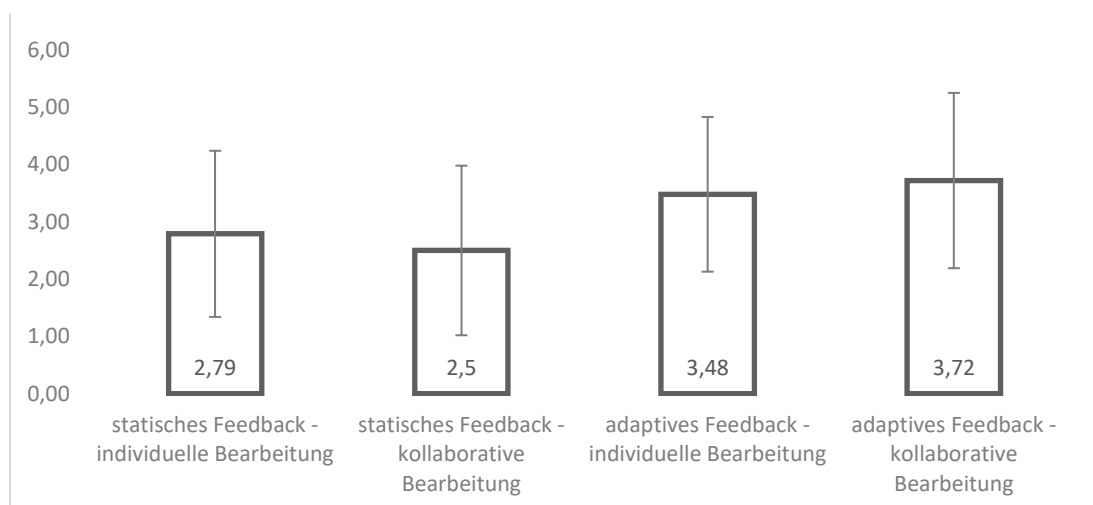 6,00
5,00
4,00
3,00
2,00
1,00
0,00
2,79
2,5
3,48
3,72
statisches Feedback -
individuelle Bearbeitung
statisches Feedback -
kollaborative
Bearbeitung
adaptives Feedback -
individuelle Bearbeitung
adaptives Feedback -
kollaborative
Bearbeitung